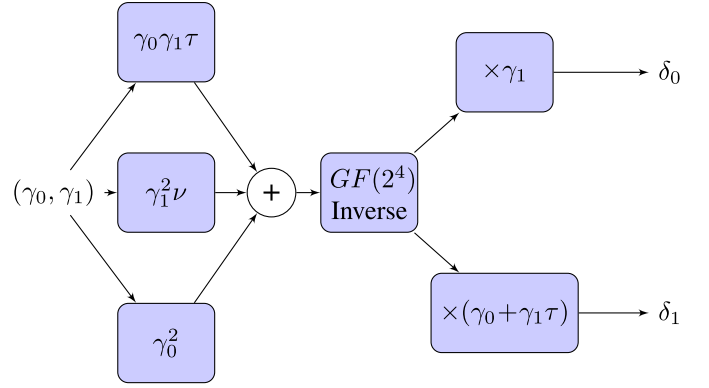 γ₀γ₁τ
×γ₁
δ₀
(γ₀, γ₁)
γ₁²ν
+
GF(2⁴)
Inverse
γ₀²
×(γ₀+γ₁τ)
δ₁